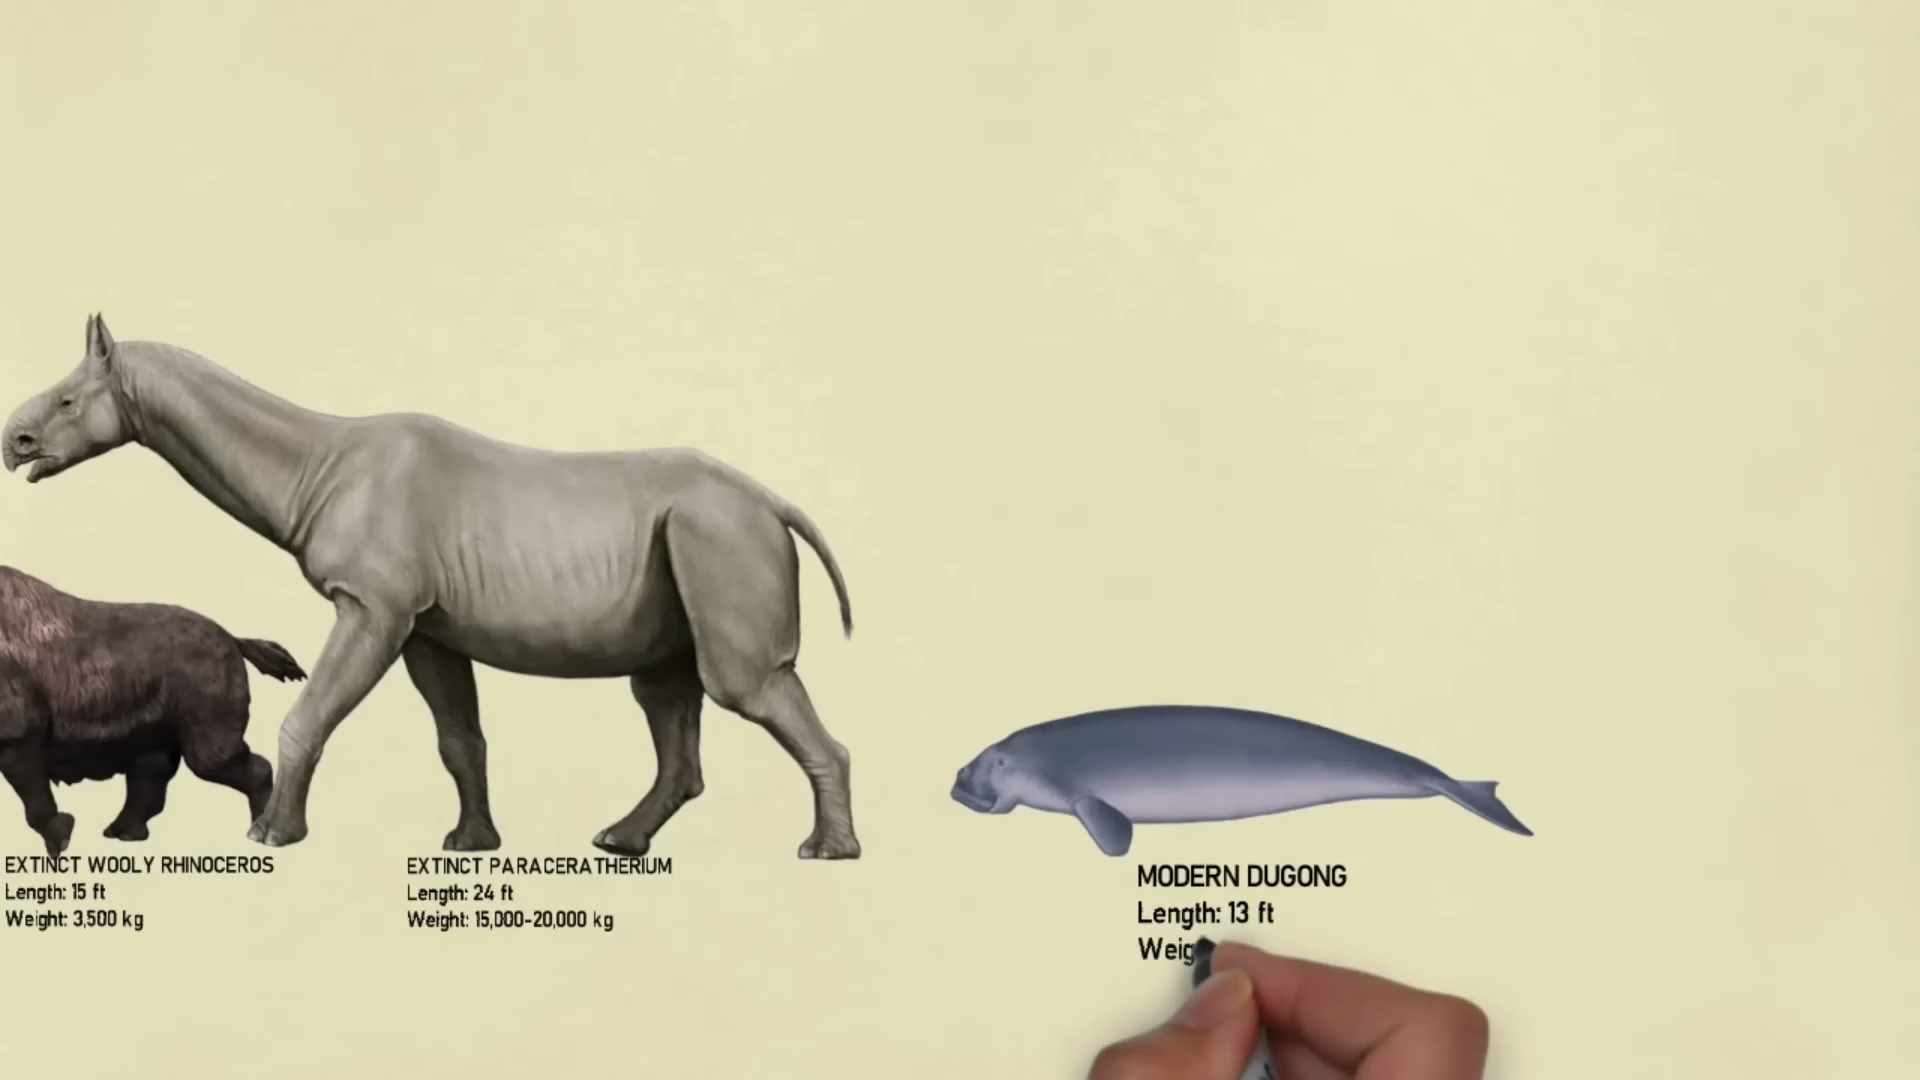 EXTINCT WOOLY RHINOCEROS
Length: 15 ft
Weight: 3,500 kg
EXTINCT PARACERATHERIUM
Length: 24 ft
Weight: 15,000-20,000 kg
MODERN DUGONG
Length: 13 ft
Weig